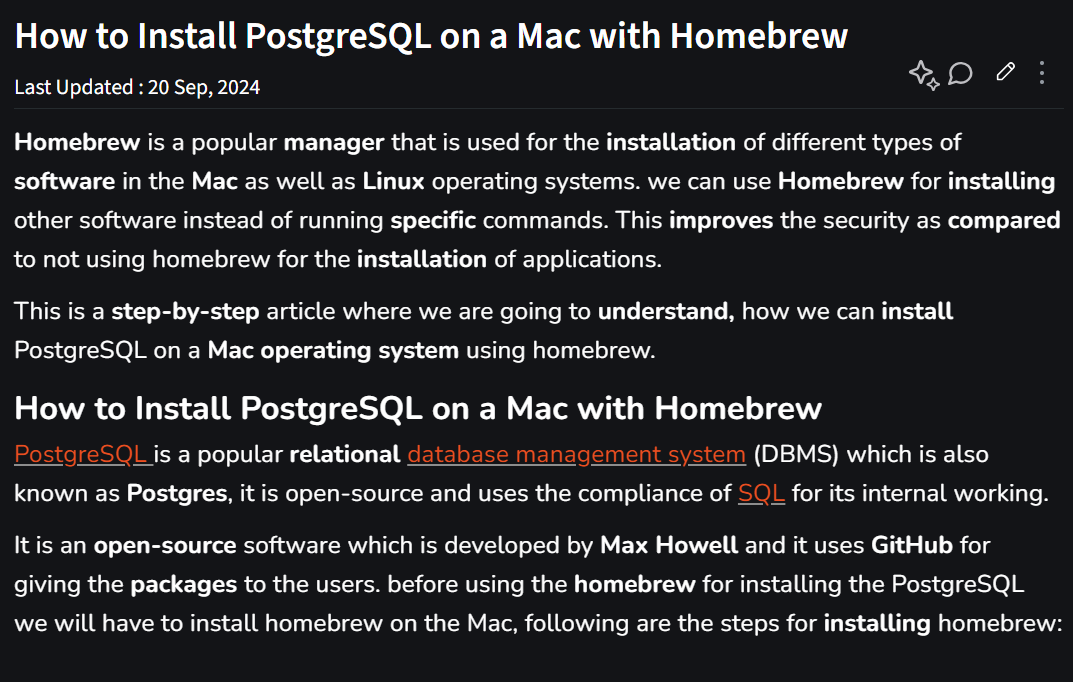 How to Install PostgreSQL on a Mac with Homebrew
Last Updated : 20 Sep, 2024
Homebrew is a popular manager that is used for the installation of different types of
software in the Mac as well as Linux operating systems. we can use Homebrew for installing
other software instead of running specific commands. This improves the security as compared
to not using homebrew for the installation of applications.
This is a step-by-step article where we are going to understand, how we can install
PostgreSQL on a Mac operating system using homebrew.
How to Install PostgreSQL on a Mac with Homebrew
PostgreSQL is a popular relational database management system (DBMS) which is also
known as Postgres, it is open-source and uses the compliance of SQL for its internal working.
It is an open-source software which is developed by Max Howell and it uses GitHub for
giving the packages to the users. before using the homebrew for installing the PostgreSQL
we will have to install homebrew on the Mac, following are the steps for installing homebrew: